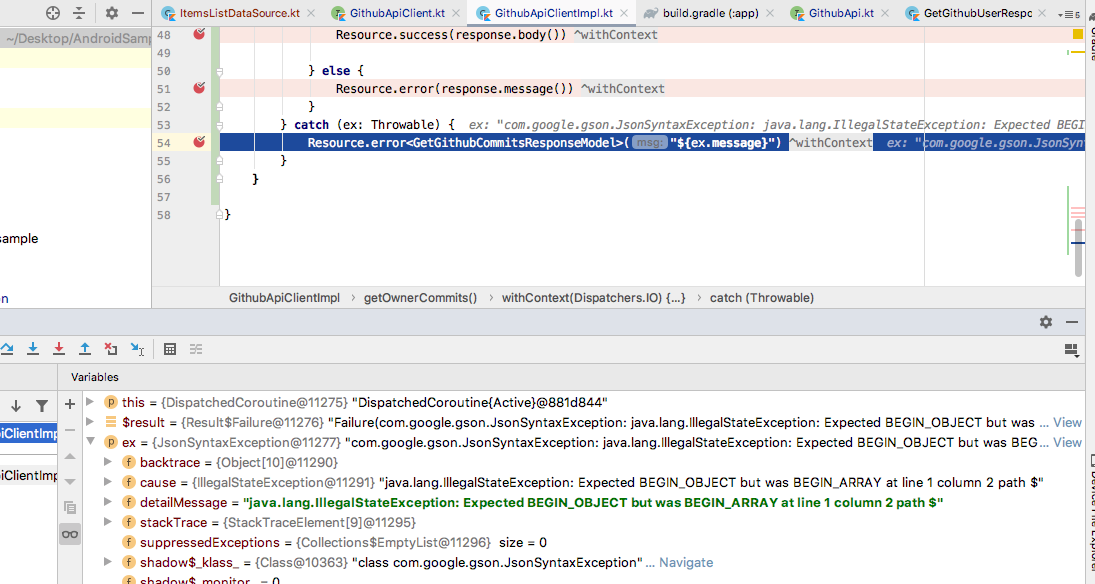 ItemsListDataSource.kt GithubApiClient.kt GithubApiClientImpl.kt build.gradle (:app) GithubApi.kt GetGithubUserRespo
~/Desktop/AndroidSamp
48 Resource.success(response.body()) ^withContext
49
50 } else {
51 Resource.error(response.message()) ^withContext
52 }
53 } catch (ex: Throwable) { ex: "com.google.gson.JsonSyntaxException: java.lang.IllegalStateException: Expected BEGI
54 Resource.error<GetGithubCommitsResponseModel>( msg: "${ex.message}") ^withContext ex: "com.google.gson.JsonSyn
55 }
56 }
57
58 }
sample
on
GithubApiClientImpl › getOwnerCommits() › withContext(Dispatchers.IO) {...} › catch (Throwable)
Variables
this = {DispatchedCoroutine@11275} "DispatchedCoroutine{Active}@881d844"
$result = {Result$Failure@11276} "Failure(com.google.gson.JsonSyntaxException: java.lang.IllegalStateException: Expected BEGIN_OBJECT but was ... View
ex = {JsonSyntaxException@11277} "com.google.gson.JsonSyntaxException: java.lang.IllegalStateException: Expected BEGIN_OBJECT but was BEG... View
backtrace = {Object[10]@11290}
cause = {IllegalStateException@11291} "java.lang.IllegalStateException: Expected BEGIN_OBJECT but was BEGIN_ARRAY at line 1 column 2 path $"
detailMessage = "java.lang.IllegalStateException: Expected BEGIN_OBJECT but was BEGIN_ARRAY at line 1 column 2 path $"
stackTrace = {StackTraceElement[9]@11295}
suppressedExceptions = {Collections$EmptyList@11296} size = 0
shadow$_klass_ = {Class@10363} "class com.google.gson.JsonSyntaxException" ... Navigate
shadow$_monitor_ = 0
piClientImp
piClientImp